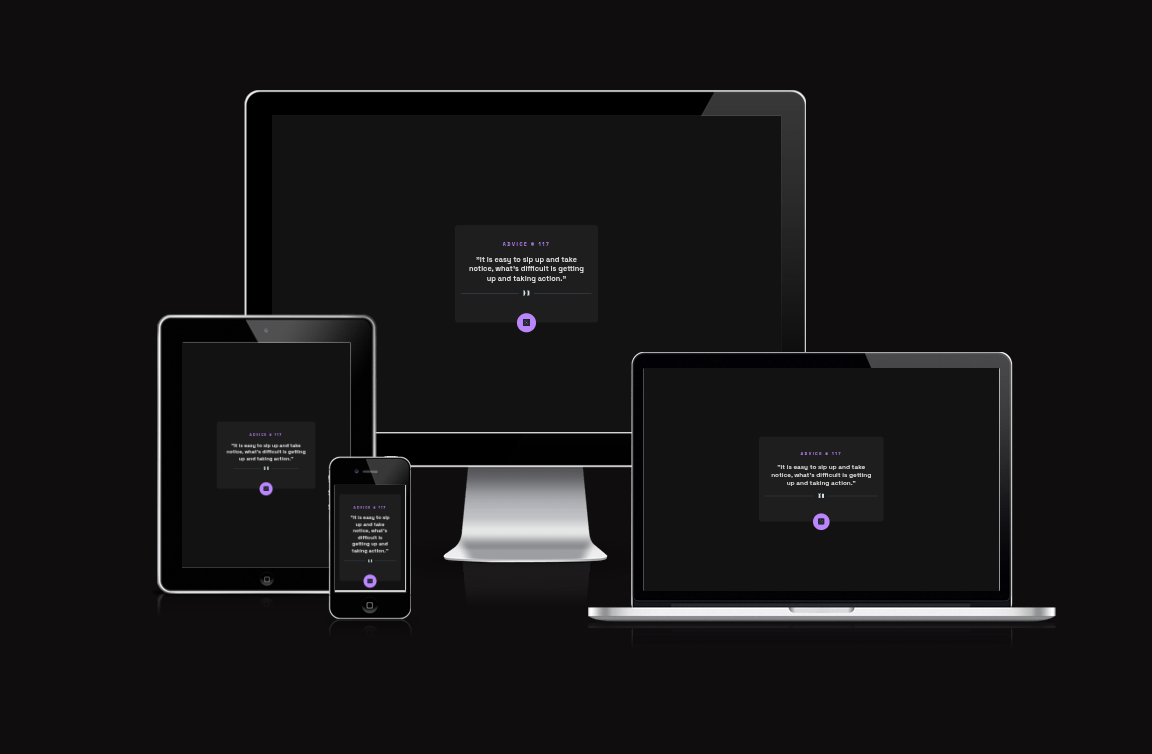 ADVICE # 117
"It is easy to sip up and take
notice, what's difficult is getting
up and taking action."
ADVICE # 117
"It is easy to sip up and take
notice, what's difficult is getting
up and taking action."
ADVICE # 117
"It is easy to sip
up and take
notice, what's
difficult is
getting up and
taking action."
ADVICE # 117
"It is easy to sip up and take
notice, what's difficult is getting
up and taking action."